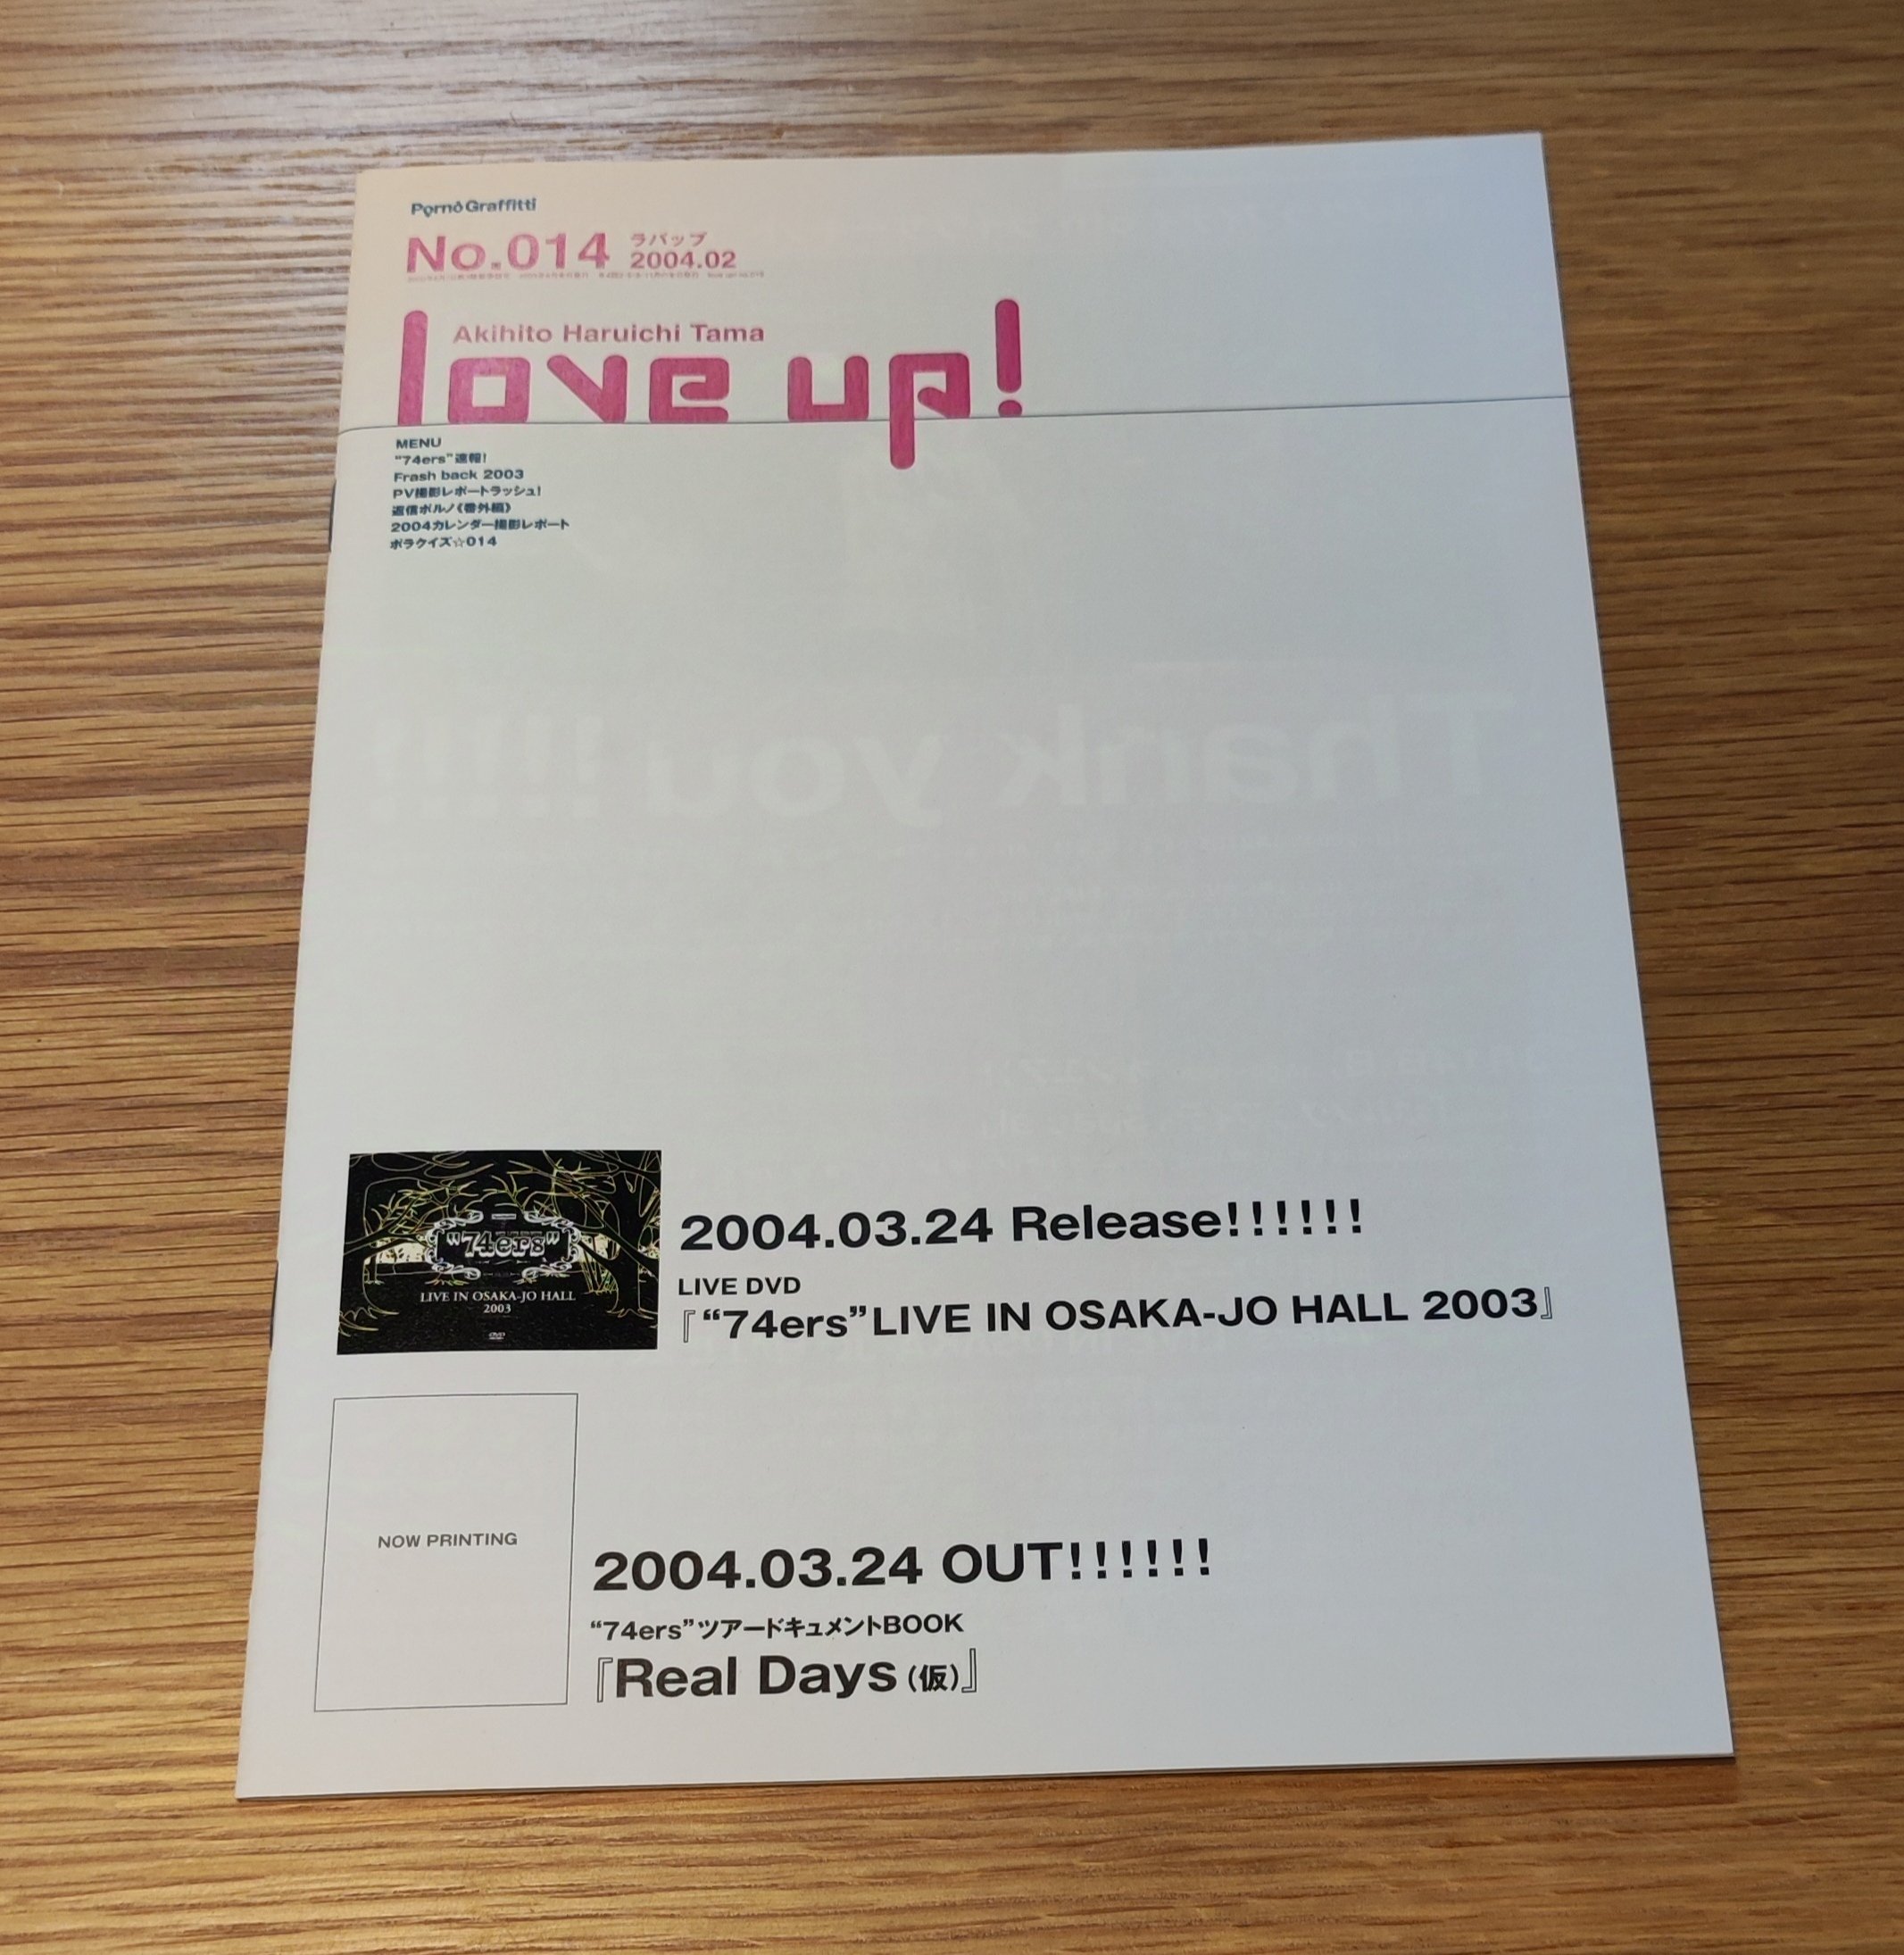 Pornò Graffitti
No.014 ラバップ
2004.02
Akihito Haruichi Tama
love up!
MENU
“74ers”速報!
Frash back 2003
PV撮影レポートラッシュ!
返信ポルノ《番外編》
2004カレンダー撮影レポート
ポラクイズ☆014
Thank you!!!!
“74ers”
LIVE IN OSAKA-JO HALL
2003
DVD
2004.03.24 Release!!!!!!
LIVE DVD
『“74ers”LIVE IN OSAKA-JO HALL 2003』
NOW PRINTING
2004.03.24 OUT!!!!!!
“74ers”ツアードキュメントBOOK
『Real Days(仮)』